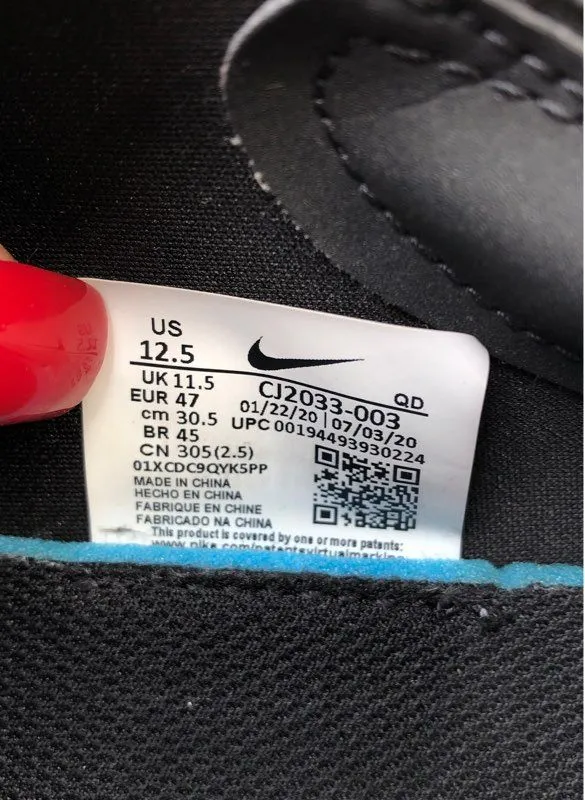 US
12.5
UK 11.5
EUR 47
cm 30.5
BR 45
CN 305(2.5)
01XCDC9QYK5PP
MADE IN CHINA
HECHO EN CHINA
FABRIQUE EN CHINE
FABRICADO NA CHINA
QD
CJ2033-003
01/22/20 | 07/03/20
UPC 00194493930224
This product is covered by one or more patents: